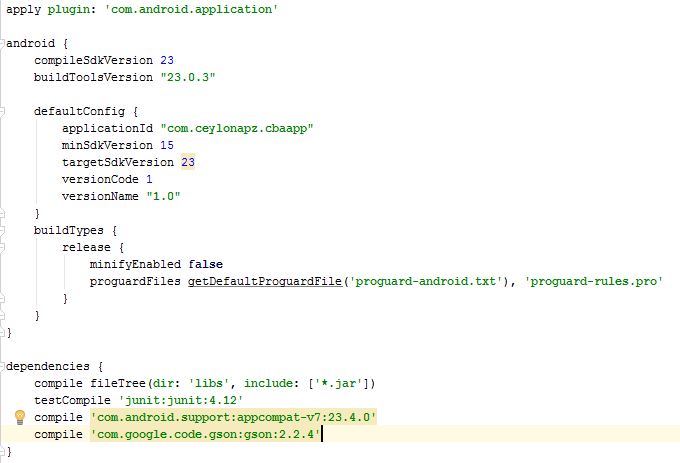 apply plugin: 'com.android.application'
android {
compileSdkVersion 23
buildToolsVersion "23.0.3"
defaultConfig {
applicationId "com.ceylonapz.cbaapp"
minSdkVersion 15
targetSdkVersion 23
versionCode 1
versionName "1.0"
}
buildTypes {
release {
minifyEnabled false
proguardFiles getDefaultProguardFile('proguard-android.txt'), 'proguard-rules.pro'
}
}
}
dependencies {
compile fileTree(dir: 'libs', include: ['*.jar'])
testCompile 'junit:junit:4.12'
compile 'com.android.support:appcompat-v7:23.4.0'
compile 'com.google.code.gson:gson:2.2.4'
}